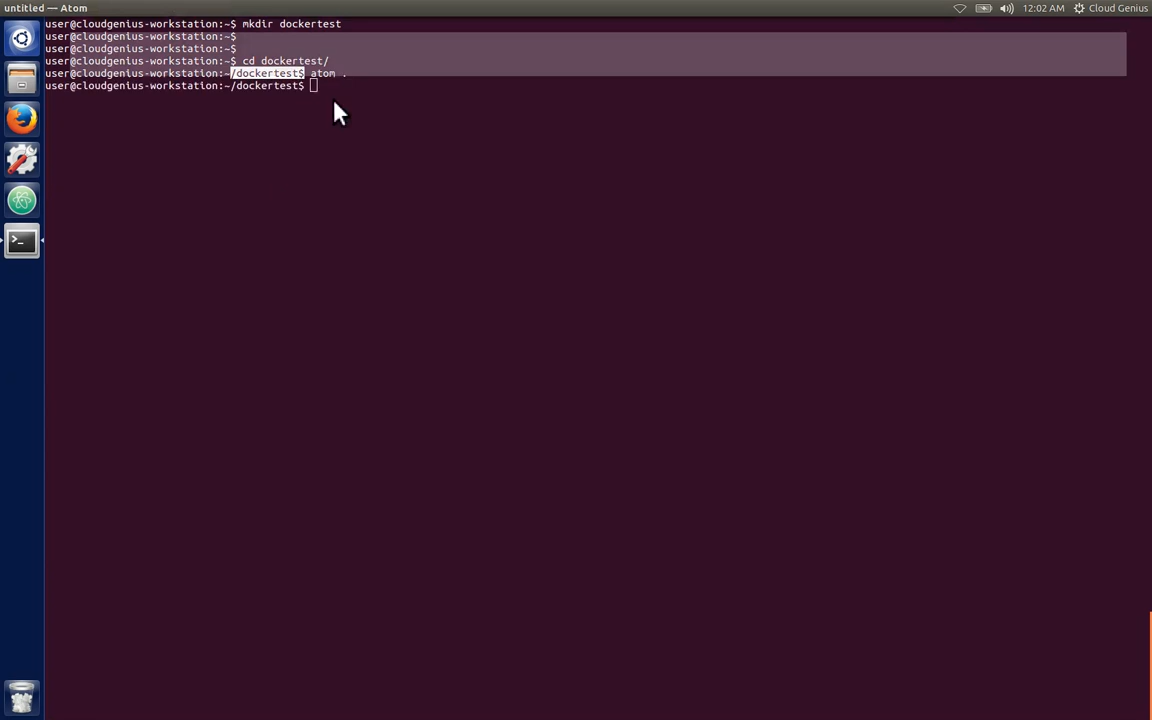 untitled — Atom
12:02 AM
Cloud Genius
user@cloudgenius-workstation:~$ mkdir dockertest
user@cloudgenius-workstation:~$
user@cloudgenius-workstation:~$
user@cloudgenius-workstation:~$ cd dockertest/
user@cloudgenius-workstation:~/dockertest$ atom .
user@cloudgenius-workstation:~/dockertest$